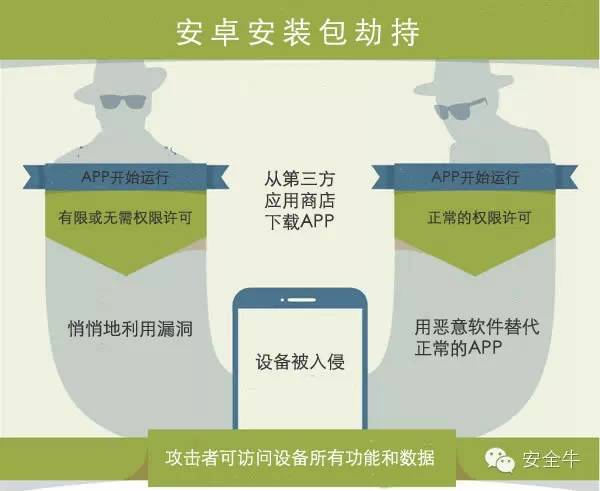 安卓安装包劫持
APP开始运行
有限或无需权限许可
悄悄地利用漏洞
从第三方
应用商店
下载APP
设备被入侵
APP开始运行
正常的权限许可
用恶意软件替代
正常的APP
攻击者可访问设备所有功能和数据
安全牛